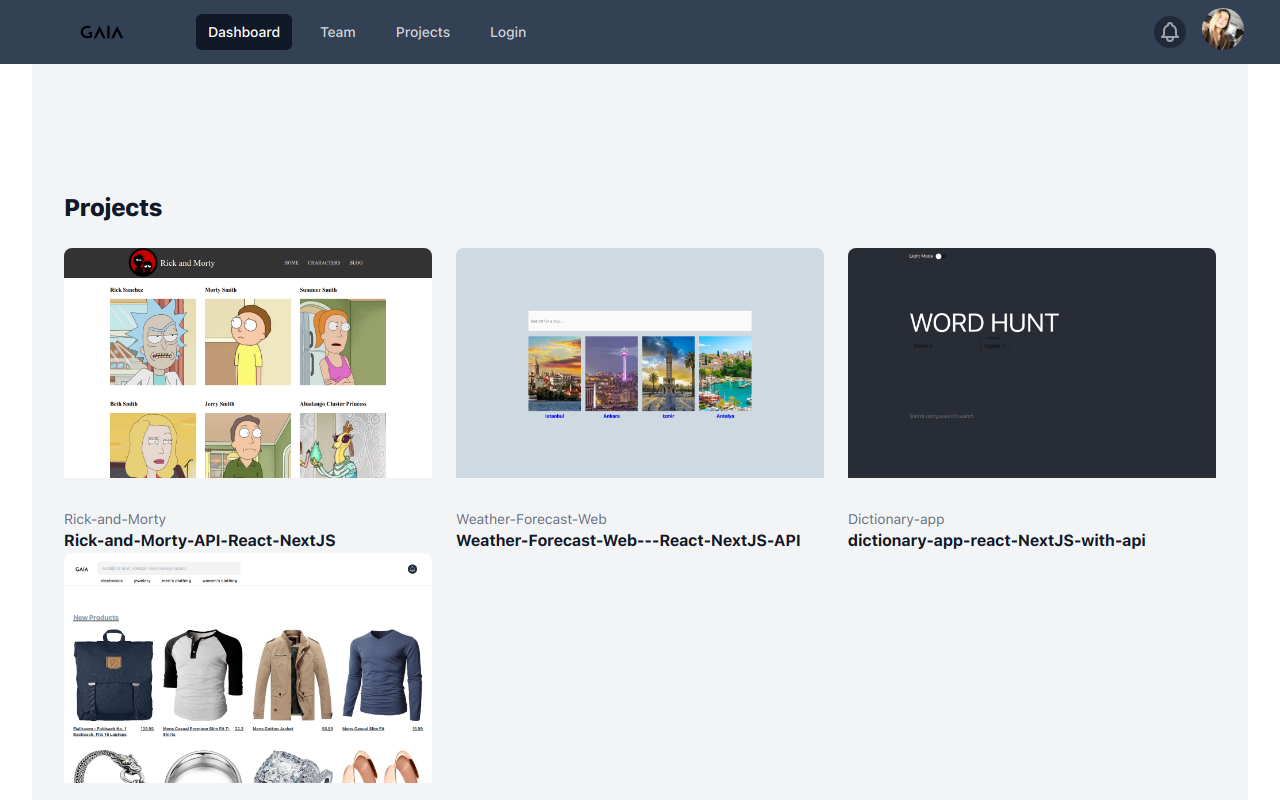 GAIA
Dashboard
Team
Projects
Login
Projects
Rick and Morty
HOME
CHARACTERS
BLOG
Rick Sanchez
Morty Smith
Summer Smith
Beth Smith
Jerry Smith
Abadango Cluster Princess
Search for a city...
Istanbul
Ankara
Izmir
Antalya
Light Mode
WORD HUNT
Rick-and-Morty
Rick-and-Morty-API-React-NextJS
Weather-Forecast-Web
Weather-Forecast-Web---React-NextJS-API
Dictionary-app
dictionary-app-react-NextJS-with-api
GAIA
electronics
jewelery
men's clothing
women's clothing
New Products
Fjallraven - Foldsack No. 1
Backpack, Fits 15 Laptops
109.95
Mens Casual Premium Slim Fit T-
Shirts
22.3
Mens Cotton Jacket
55.99
Mens Casual Slim Fit
15.99